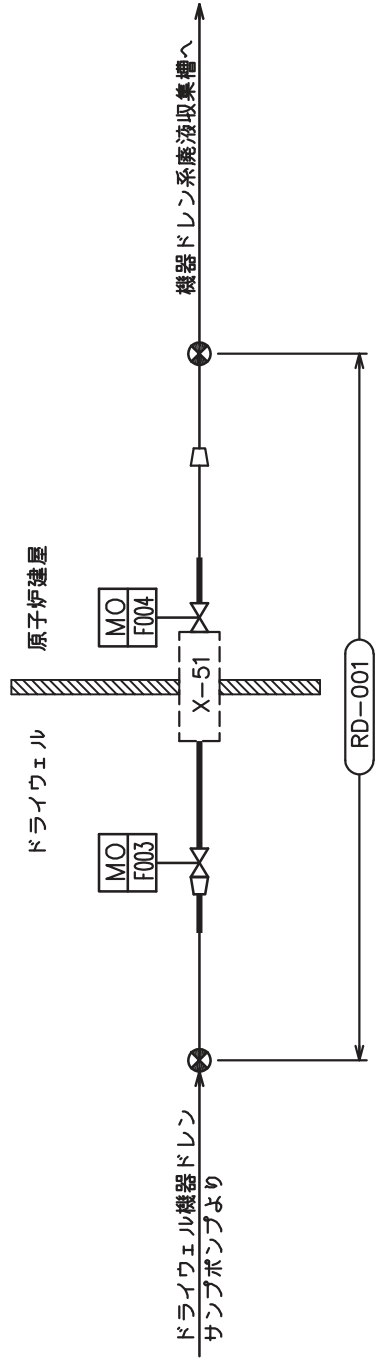 ドライウェル機器ドレン
サンプポンプより
MO
F003
ドライウェル
X-51
原子炉建屋
MO
F004
機器ドレン系廃液収集槽へ
RD-001